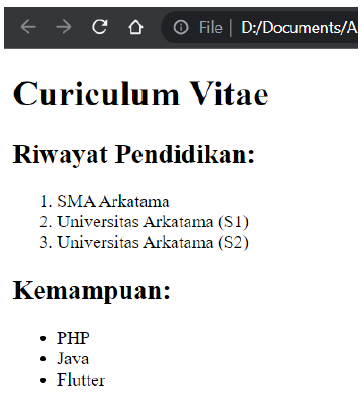 File | D:/Documents/A
Curiculum Vitae
Riwayat Pendidikan:
1. SMA Arkatama
2. Universitas Arkatama (S1)
3. Universitas Arkatama (S2)
Kemampuan:
• PHP
• Java
• Flutter